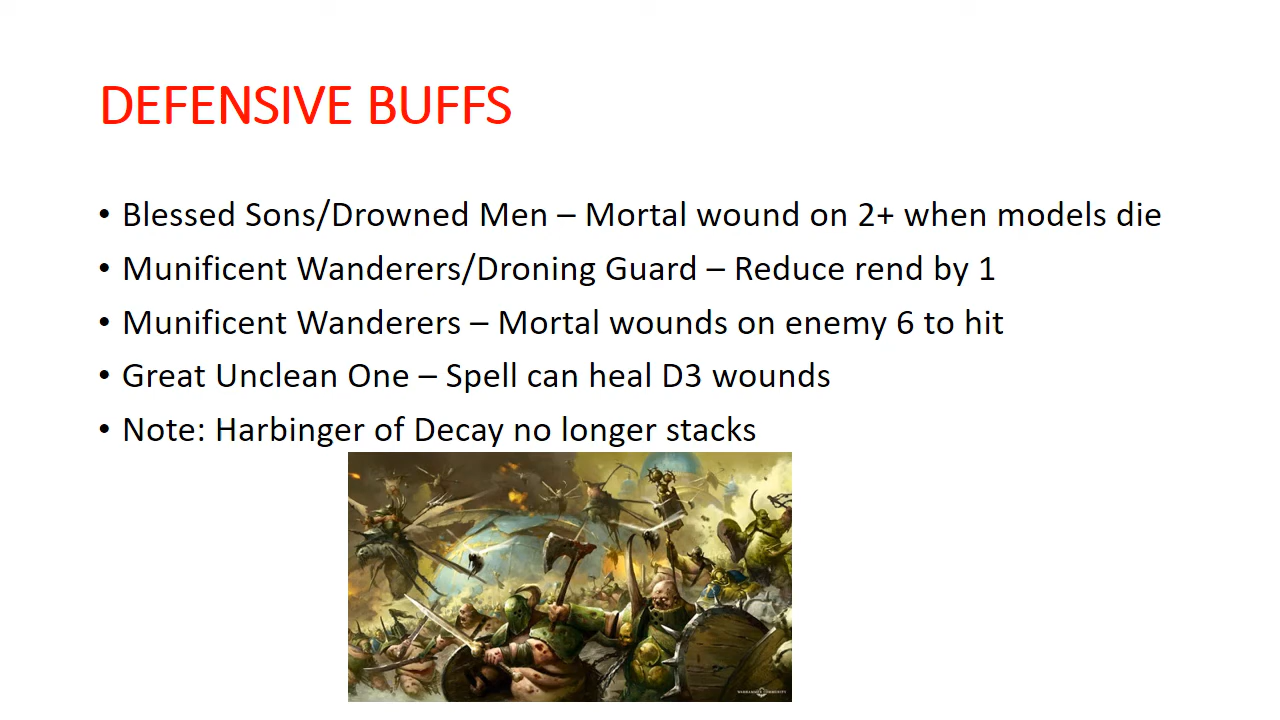 DEFENSIVE BUFFS
• Blessed Sons/Drowned Men – Mortal wound on 2+ when models die
• Munificent Wanderers/Droning Guard – Reduce rend by 1
• Munificent Wanderers – Mortal wounds on enemy 6 to hit
• Great Unclean One – Spell can heal D3 wounds
• Note: Harbinger of Decay no longer stacks
WARHAMMER COMMUNITY